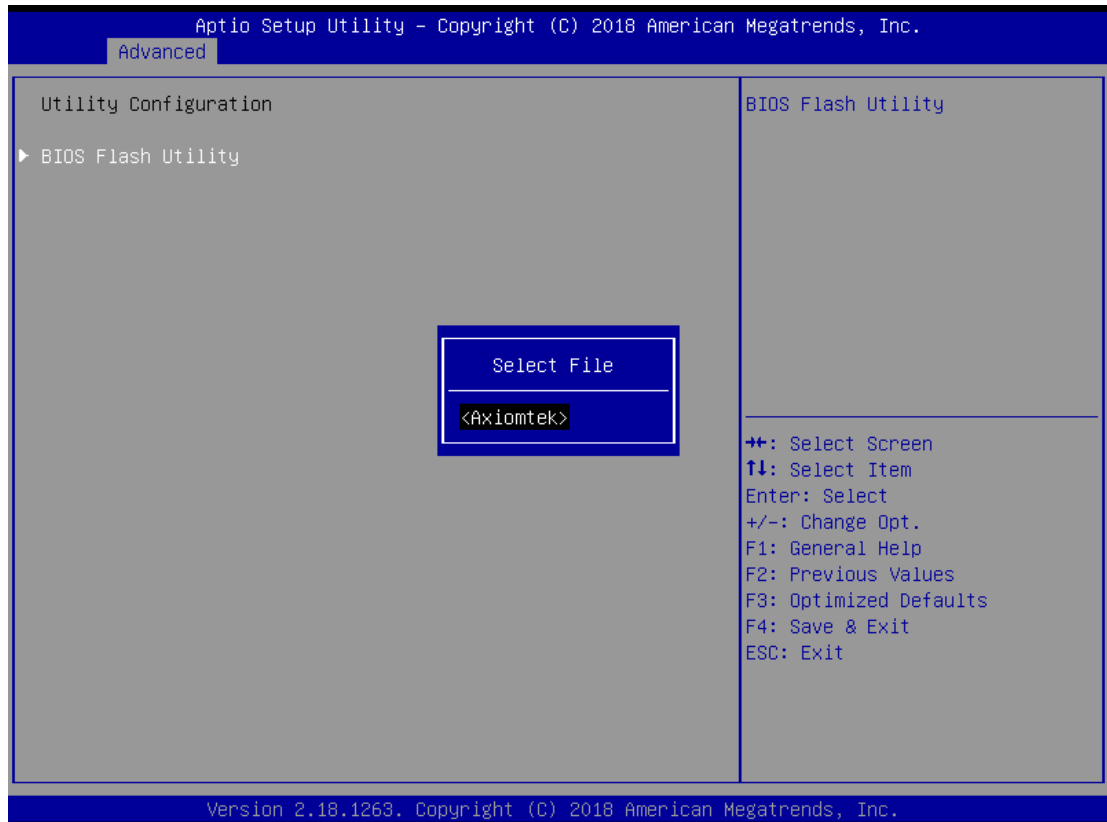 Aptio Setup Utility – Copyright (C) 2018 American Megatrends, Inc.
Advanced
Utility Configuration
▶ BIOS Flash Utility
BIOS Flash Utility
Select File
<Axiomtek>
→←: Select Screen
↑↓: Select Item
Enter: Select
+/-: Change Opt.
F1: General Help
F2: Previous Values
F3: Optimized Defaults
F4: Save & Exit
ESC: Exit
Version 2.18.1263. Copyright (C) 2018 American Megatrends, Inc.